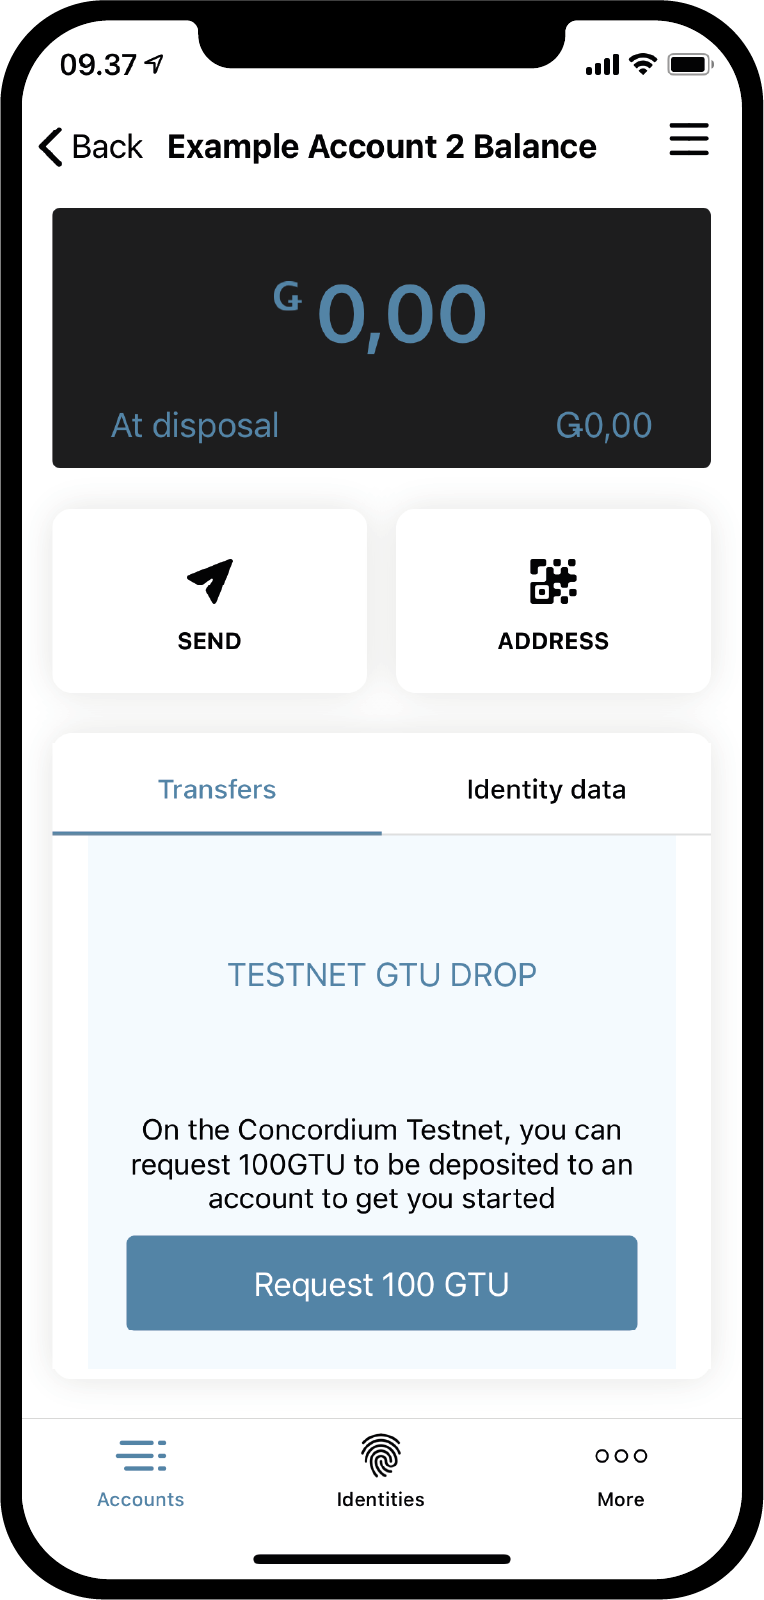 09.37
Back Example Account 2 Balance
G 0,00
At disposal G0,00
SEND ADDRESS
Transfers Identity data
TESTNET GTU DROP
On the Concordium Testnet, you can
request 100GTU to be deposited to an
account to get you started
Request 100 GTU
Accounts Identities More